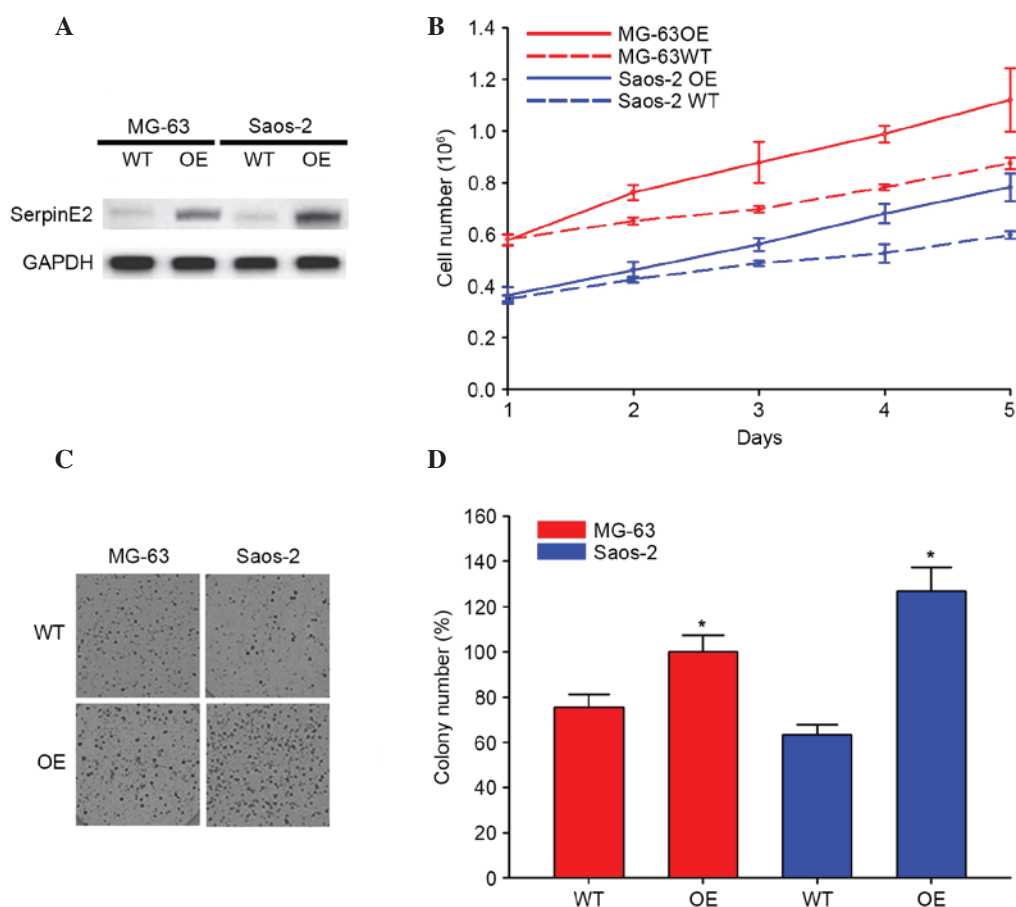 A
MG-63 Saos-2
WT OE WT OE
SerpinE2
GAPDH
B
MG-63OE
MG-63WT
Saos-2 OE
Saos-2 WT
1.4
1.2
1.0
0.8
0.6
0.4
0.2
0.0
Cell number (10⁶)
1 2 3 4 5
Days
C
MG-63 Saos-2
WT
OE
D
MG-63
Saos-2
160
140
120
100
80
60
40
20
0
Colony number (%)
* *
WT OE WT OE